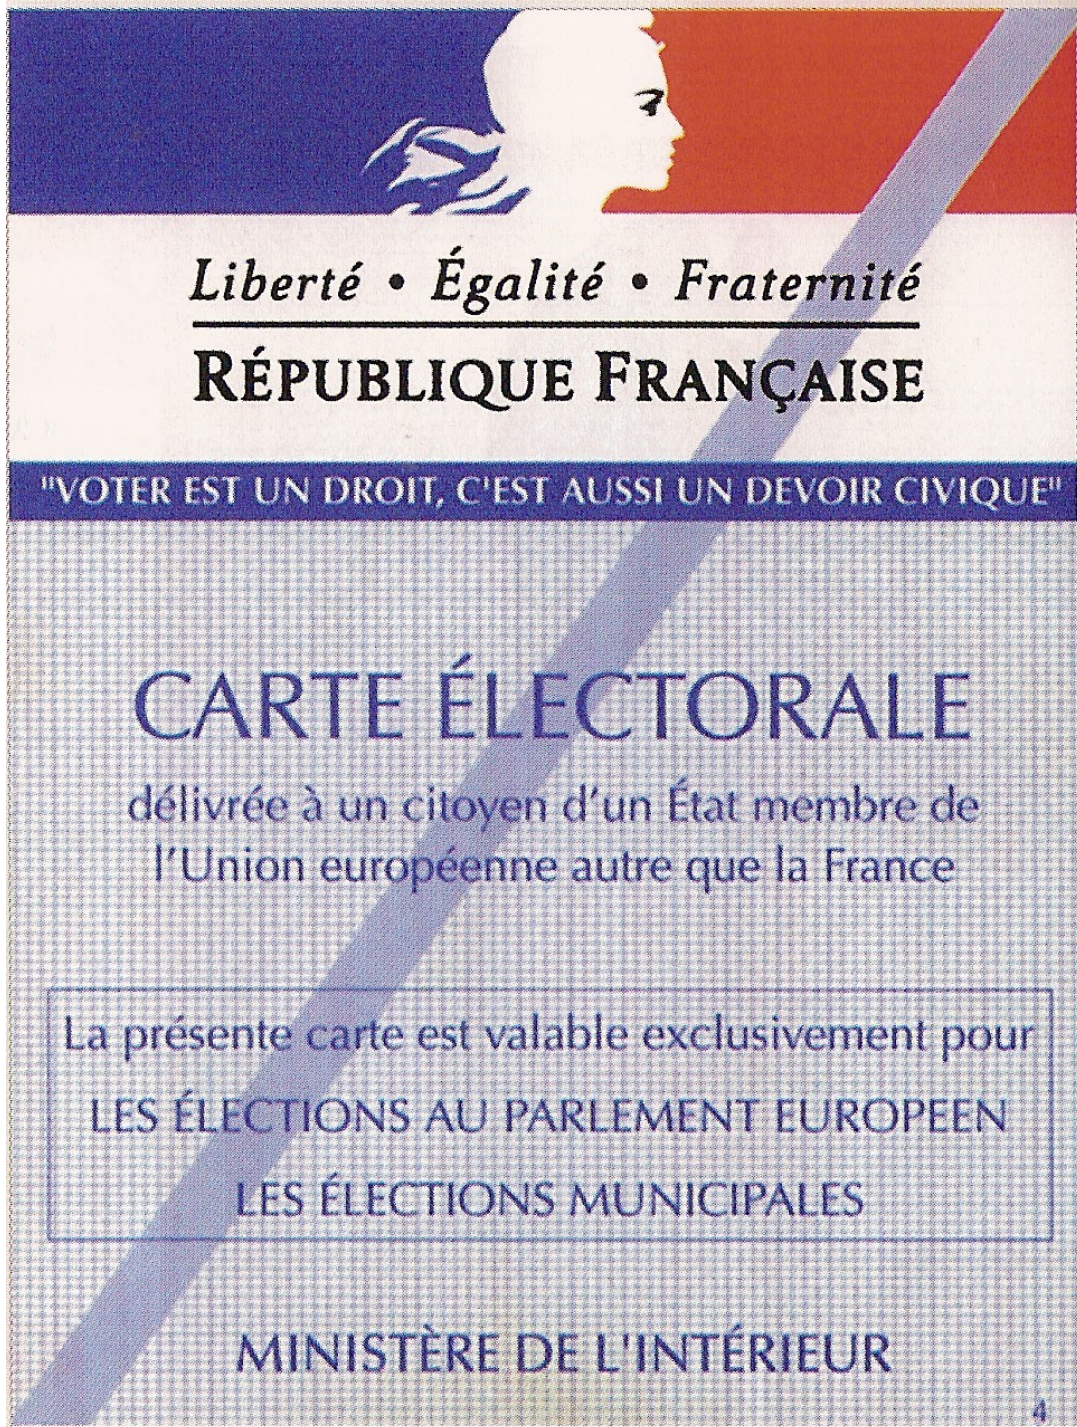 Liberté • Égalité • Fraternité
RÉPUBLIQUE FRANÇAISE
"VOTER EST UN DROIT, C'EST AUSSI UN DEVOIR CIVIQUE"
CARTE ÉLECTORALE
délivrée à un citoyen d'un État membre de
l'Union européenne autre que la France
La présente carte est valable exclusivement pour
LES ÉLECTIONS AU PARLEMENT EUROPEEN
LES ÉLECTIONS MUNICIPALES
MINISTÈRE DE L'INTÉRIEUR
4